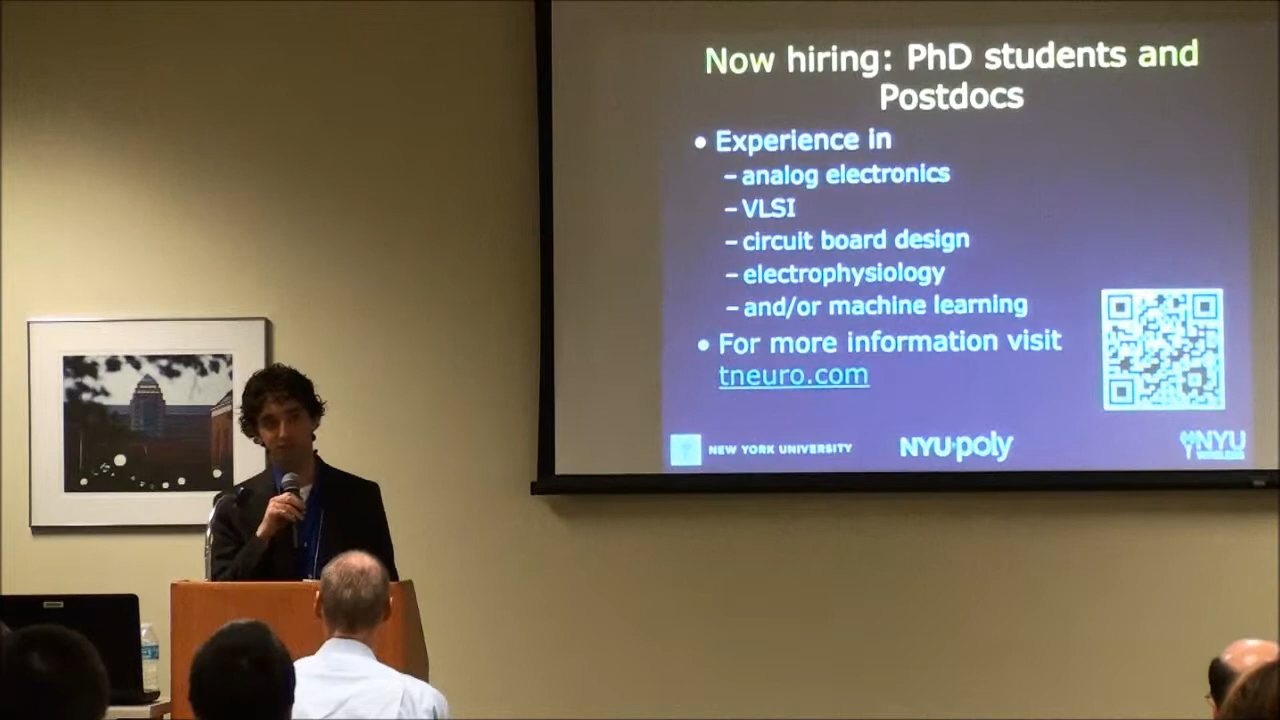 Now hiring: PhD students and
Postdocs
• Experience in
– analog electronics
– VLSI
– circuit board design
– electrophysiology
– and/or machine learning
• For more information visit
tneuro.com
NEW YORK UNIVERSITY
NYU·poly
NYU